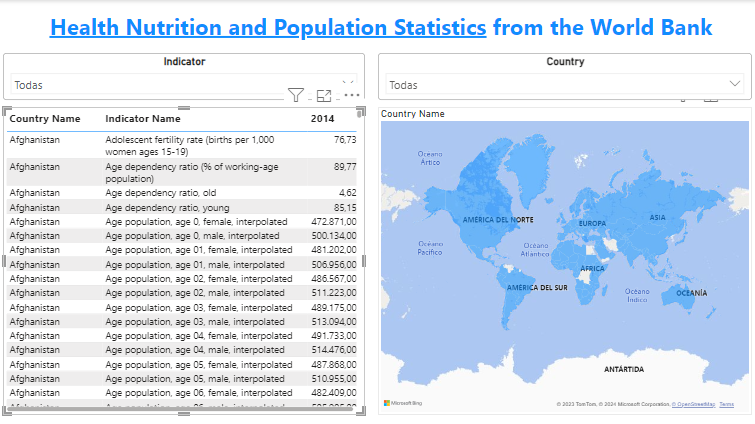 Health Nutrition and Population Statistics from the World Bank
Indicator
Todas
Country
Todas
Country Name Indicator Name 2014
Afghanistan Adolescent fertility rate (births per 1,000 women ages 15-19) 76,73
Afghanistan Age dependency ratio (% of working-age population) 89,77
Afghanistan Age dependency ratio, old 4,62
Afghanistan Age dependency ratio, young 85,15
Afghanistan Age population, age 0, female, interpolated 472.871,00
Afghanistan Age population, age 0, male, interpolated 500.134,00
Afghanistan Age population, age 01, female, interpolated 481.202,00
Afghanistan Age population, age 01, male, interpolated 506.956,00
Afghanistan Age population, age 02, female, interpolated 486.567,00
Afghanistan Age population, age 02, male, interpolated 511.223,00
Afghanistan Age population, age 03, female, interpolated 489.175,00
Afghanistan Age population, age 03, male, interpolated 513.094,00
Afghanistan Age population, age 04, female, interpolated 491.733,00
Afghanistan Age population, age 04, male, interpolated 514.476,00
Afghanistan Age population, age 05, female, interpolated 487.868,00
Afghanistan Age population, age 05, male, interpolated 510.955,00
Afghanistan Age population, age 06, female, interpolated 482.409,00
Country Name
Océano
Ártico
AMÉRICA DEL NORTE
EUROPA
ASIA
Océano
Pacífico
Océano
Atlántico
ÁFRICA
AMÉRICA DEL SUR
Océano
Índico
OCEANÍA
ANTÁRTIDA
Microsoft Bing
© 2023 TomTom, © 2024 Microsoft Corporation, © OpenStreetMap Terms